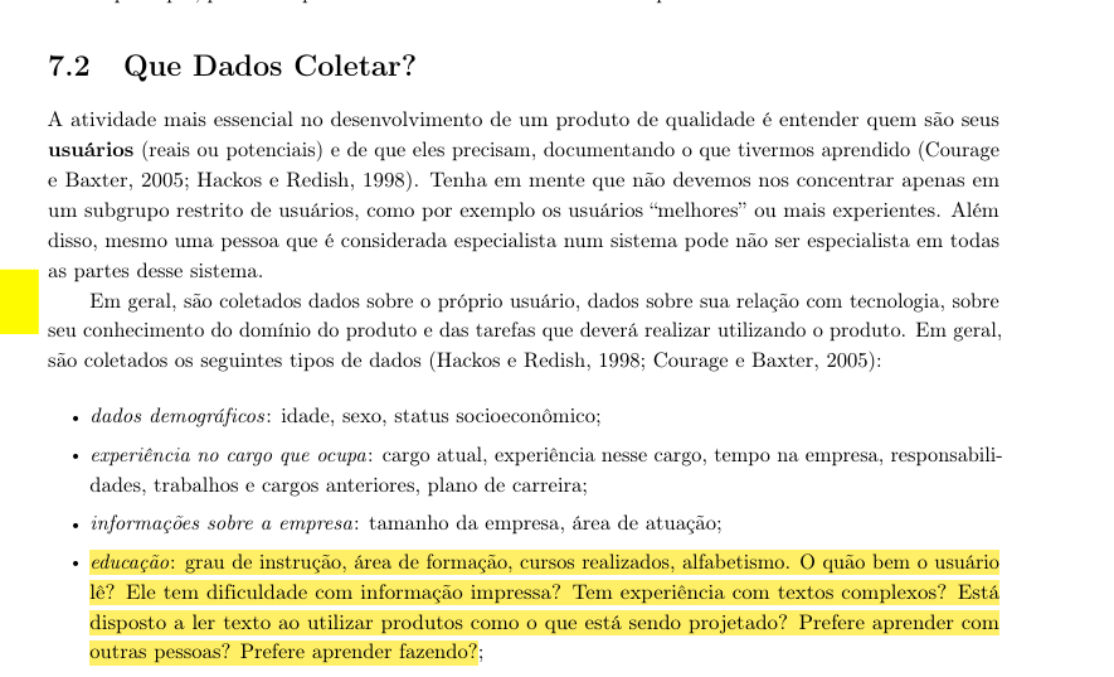 7.2 Que Dados Coletar?
A atividade mais essencial no desenvolvimento de um produto de qualidade é entender quem são seus
usuários (reais ou potenciais) e de que eles precisam, documentando o que tivermos aprendido (Courage
e Baxter, 2005; Hackos e Redish, 1998). Tenha em mente que não devemos nos concentrar apenas em
um subgrupo restrito de usuários, como por exemplo os usuários “melhores” ou mais experientes. Além
disso, mesmo uma pessoa que é considerada especialista num sistema pode não ser especialista em todas
as partes desse sistema.
Em geral, são coletados dados sobre o próprio usuário, dados sobre sua relação com tecnologia, sobre
seu conhecimento do domínio do produto e das tarefas que deverá realizar utilizando o produto. Em geral,
são coletados os seguintes tipos de dados (Hackos e Redish, 1998; Courage e Baxter, 2005):
• dados demográficos: idade, sexo, status socioeconômico;
• experiência no cargo que ocupa: cargo atual, experiência nesse cargo, tempo na empresa, responsabili-
dades, trabalhos e cargos anteriores, plano de carreira;
• informações sobre a empresa: tamanho da empresa, área de atuação;
• educação: grau de instrução, área de formação, cursos realizados, alfabetismo. O quão bem o usuário
lê? Ele tem dificuldade com informação impressa? Tem experiência com textos complexos? Está
disposto a ler texto ao utilizar produtos como o que está sendo projetado? Prefere aprender com
outras pessoas? Prefere aprender fazendo?;